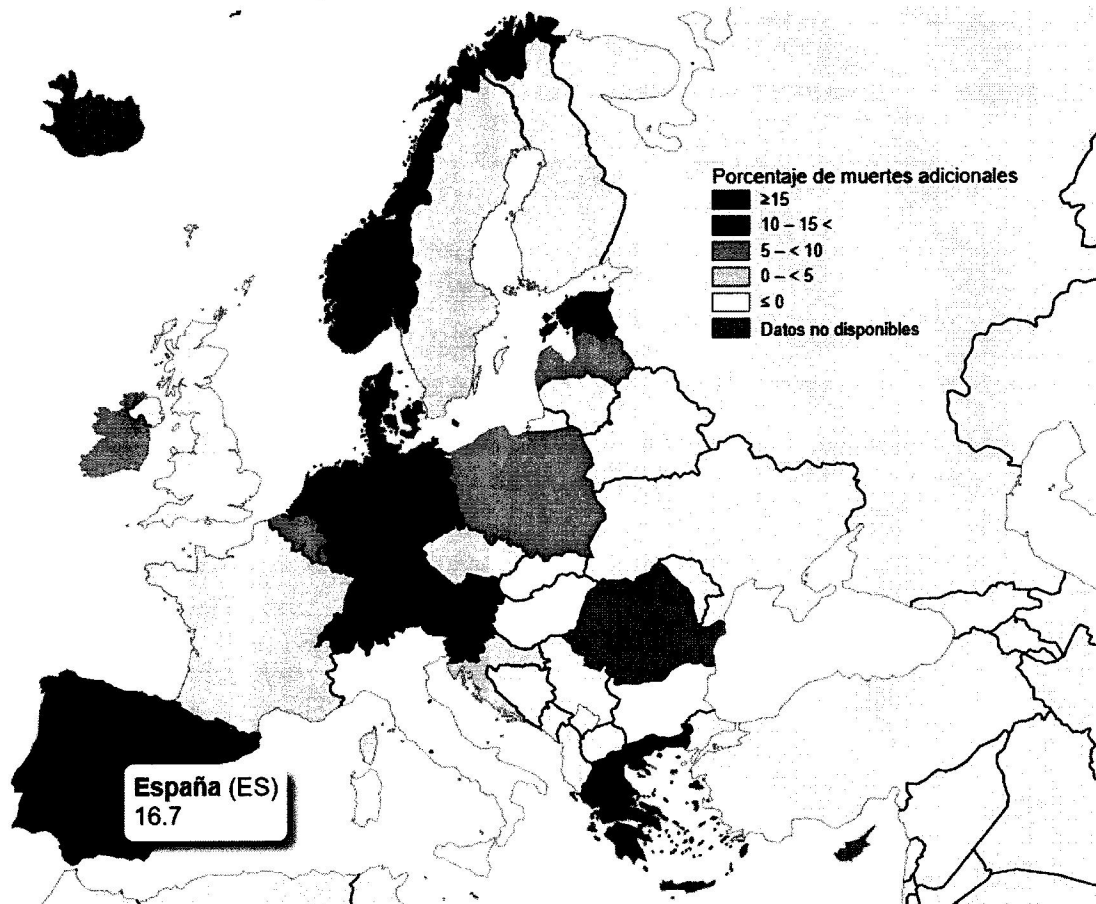 Porcentaje de muertes adicionales
≥15
10 – 15 <
5 – < 10
0 – < 5
≤ 0
Datos no disponibles
España (ES)
16.7